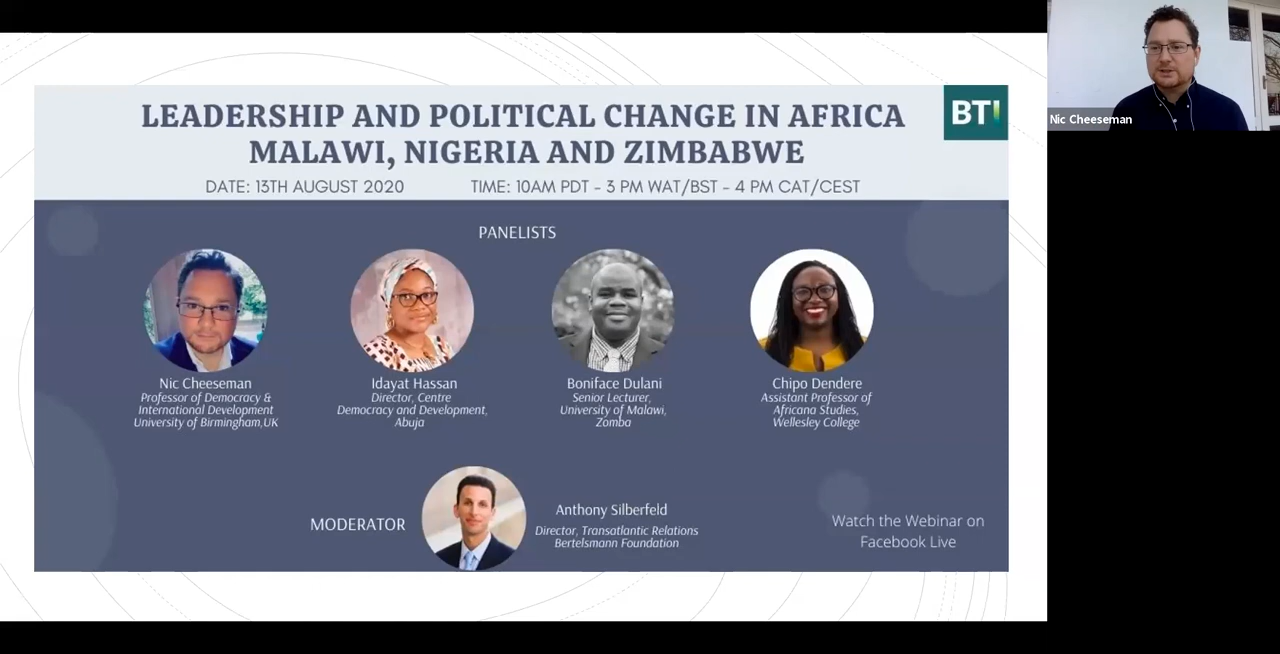 LEADERSHIP AND POLITICAL CHANGE IN AFRICA
MALAWI, NIGERIA AND ZIMBABWE
BTI
DATE: 13TH AUGUST 2020 TIME: 10AM PDT - 3 PM WAT/BST - 4 PM CAT/CEST
Nic Cheeseman
PANELISTS
Nic Cheeseman
Professor of Democracy &
International Development
University of Birmingham,UK
Idayat Hassan
Director, Centre
Democracy and Development,
Abuja
Boniface Dulani
Senior Lecturer,
University of Malawi,
Zomba
Chipo Dendere
Assistant Professor of
Africana Studies,
Wellesley College
MODERATOR
Anthony Silberfeld
Director, Transatlantic Relations
Bertelsmann Foundation
Watch the Webinar on
Facebook Live